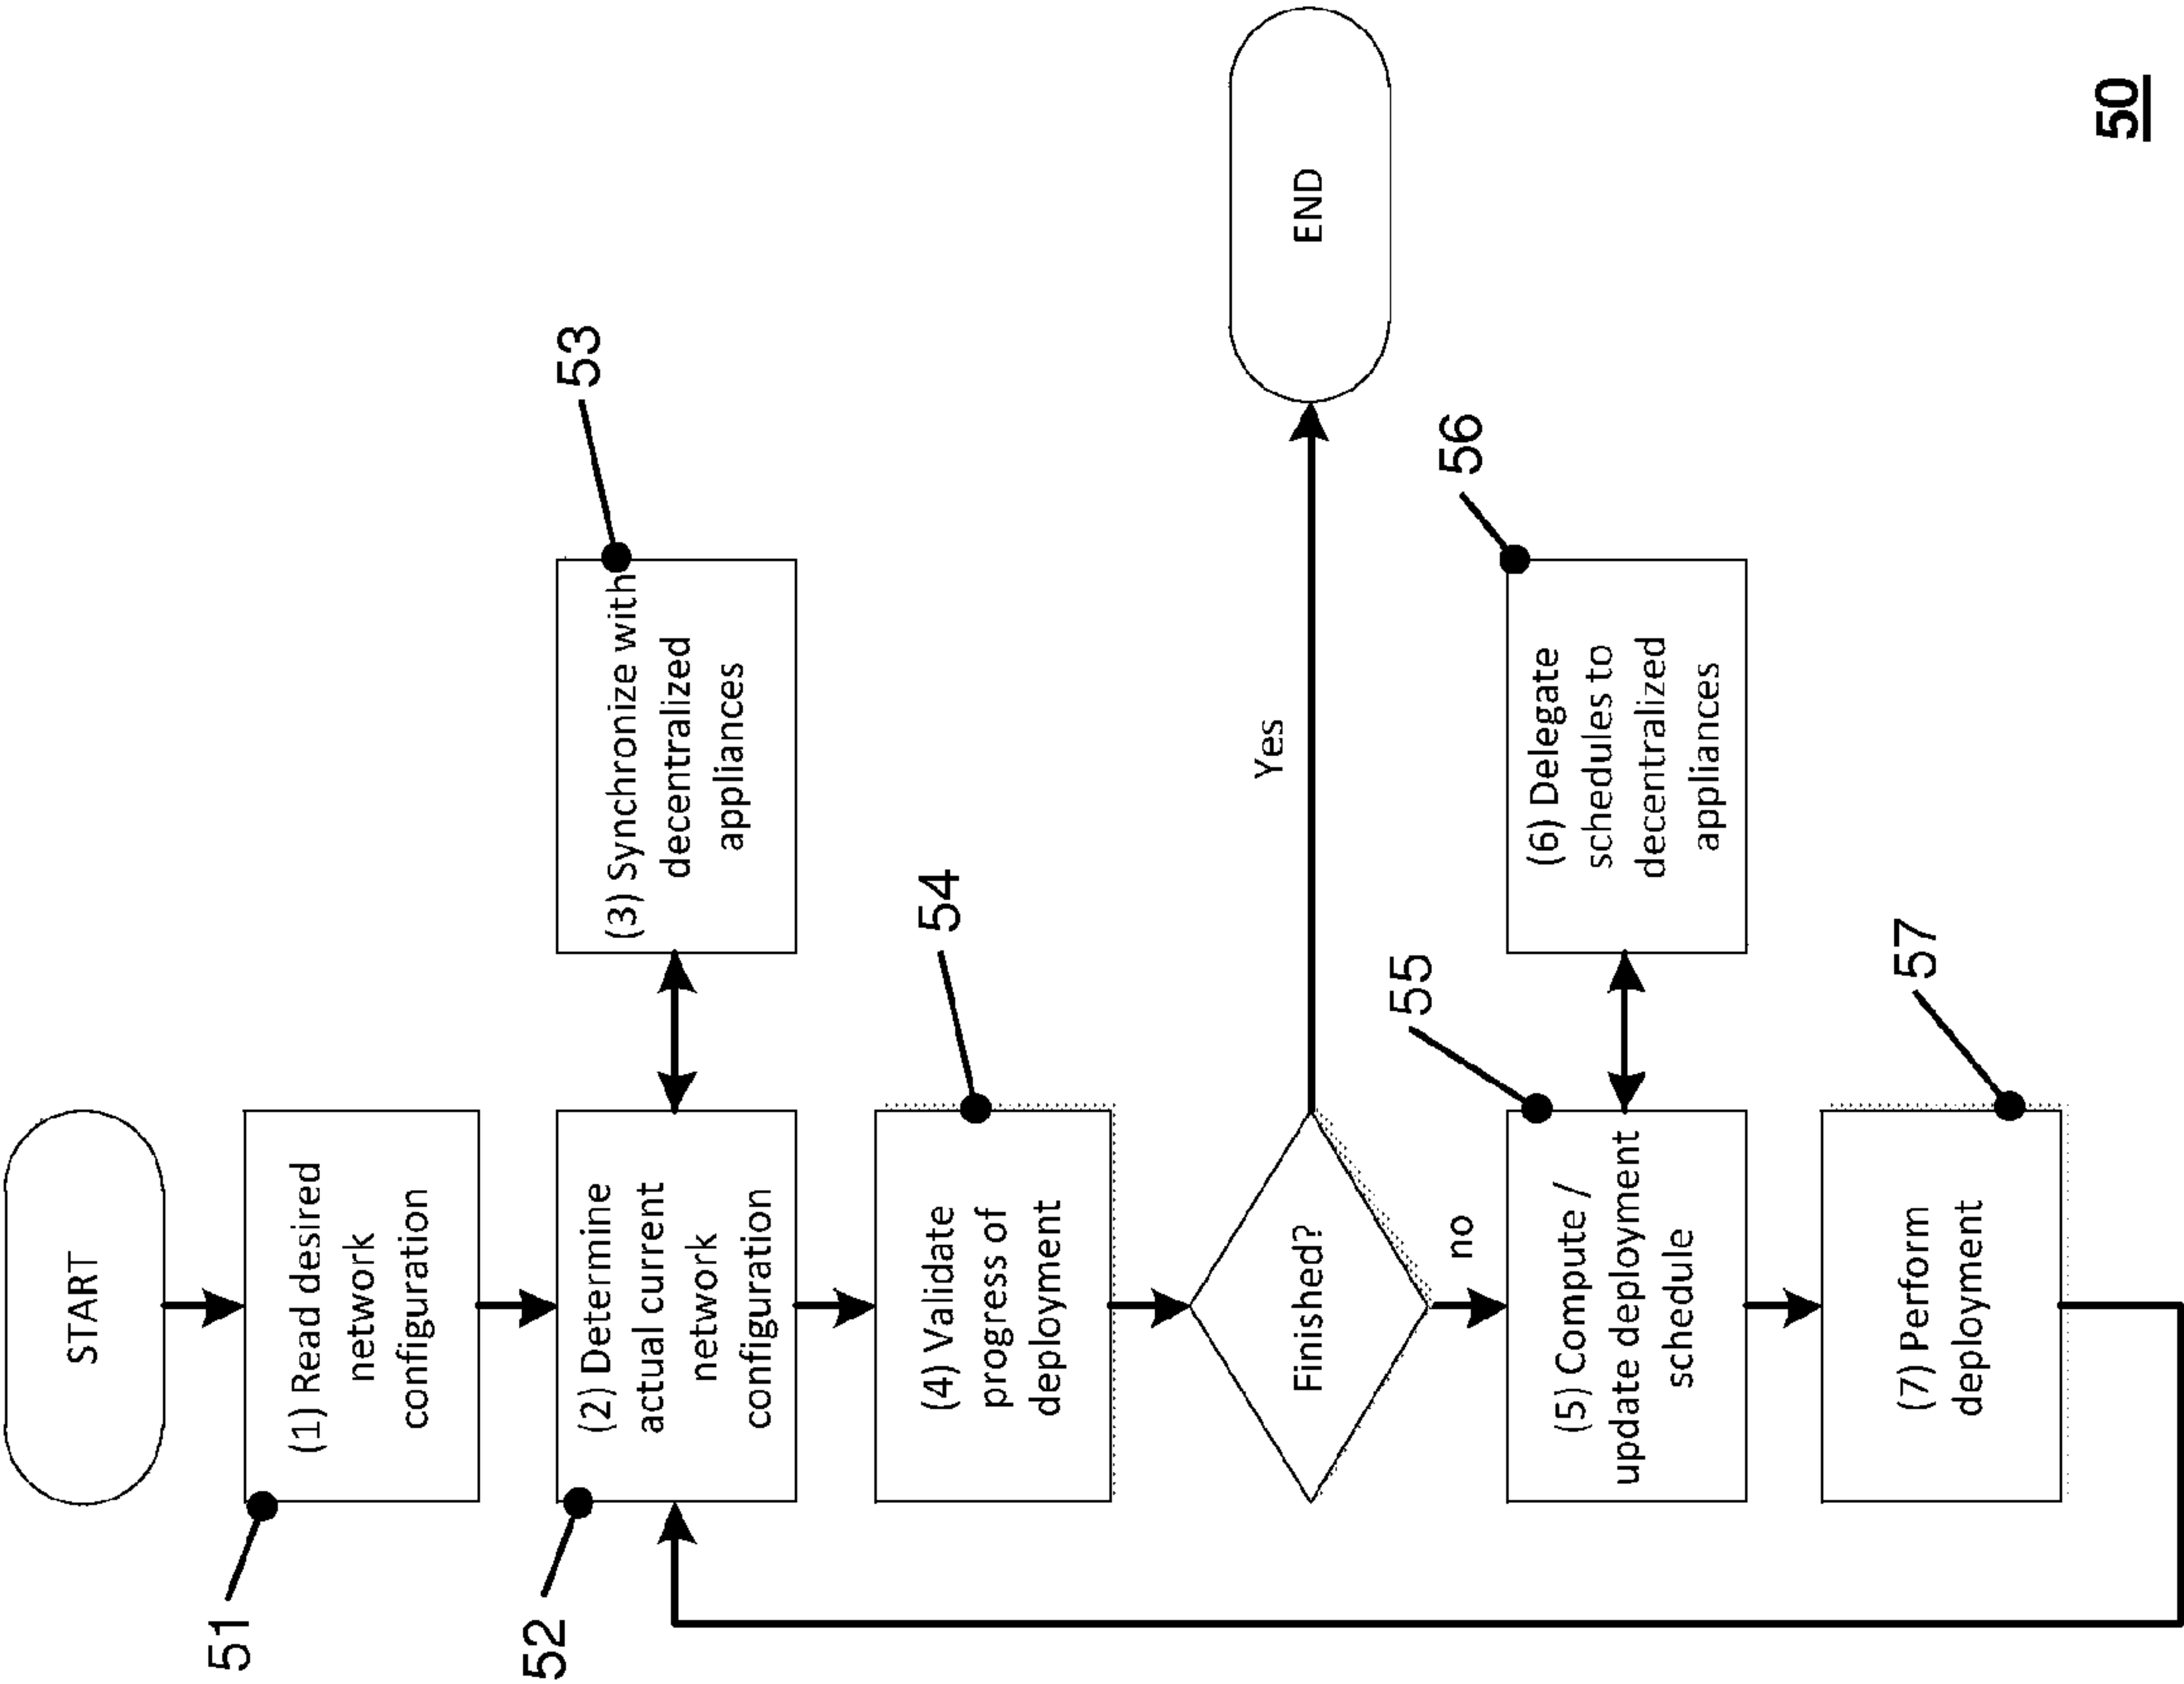 START
51
(1) Read desired
network
configuration
52
(2) Determine
actual current
network
configuration
53
(3) Synchronize with
decentralized
appliances
54
(4) Validate
progress of
deployment
Finished?
Yes
END
no
55
(5) Compute /
update deployment
schedule
56
(6) Delegate
schedules to
decentralized
appliances
57
(7) Perform
deployment
50